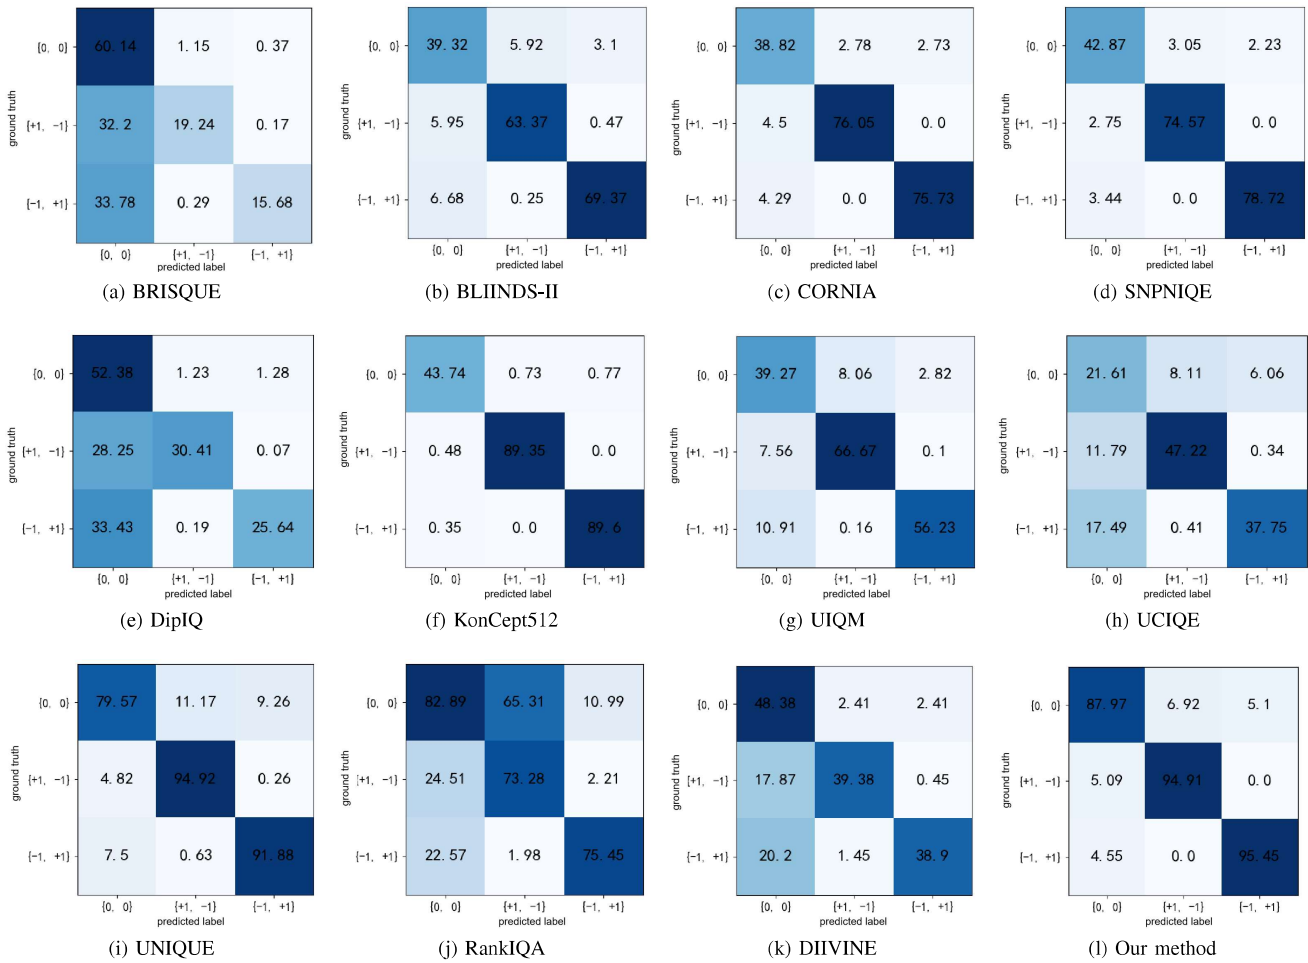 {0, 0} 60.14 1.15 0.37
{+1, -1} 32.2 19.24 0.17
{-1, +1} 33.78 0.29 15.68
ground truth
{0, 0} {+1, -1} {-1, +1}
predicted label
(a) BRISQUE
{0, 0} 39.32 5.92 3.1
{+1, -1} 5.95 63.37 0.47
{-1, +1} 6.68 0.25 69.37
ground truth
{0, 0} {+1, -1} {-1, +1}
predicted label
(b) BLIINDS-II
{0, 0} 38.82 2.78 2.73
{+1, -1} 4.5 76.05 0.0
{-1, +1} 4.29 0.0 75.73
ground truth
{0, 0} {+1, -1} {-1, +1}
predicted label
(c) CORNIA
{0, 0} 42.87 3.05 2.23
{+1, -1} 2.75 74.57 0.0
{-1, +1} 3.44 0.0 78.72
ground truth
{0, 0} {+1, -1} {-1, +1}
predicted label
(d) SNPNIQE
{0, 0} 52.38 1.23 1.28
{+1, -1} 28.25 30.41 0.07
{-1, +1} 33.43 0.19 25.64
ground truth
{0, 0} {+1, -1} {-1, +1}
predicted label
(e) DipIQ
{0, 0} 43.74 0.73 0.77
{+1, -1} 0.48 89.35 0.0
{-1, +1} 0.35 0.0 89.6
ground truth
{0, 0} {+1, -1} {-1, +1}
predicted label
(f) KonCept512
{0, 0} 39.27 8.06 2.82
{+1, -1} 7.56 66.67 0.1
{-1, +1} 10.91 0.16 56.23
ground truth
{0, 0} {+1, -1} {-1, +1}
predicted label
(g) UIQM
{0, 0} 21.61 8.11 6.06
{+1, -1} 11.79 47.22 0.34
{-1, +1} 17.49 0.41 37.75
ground truth
{0, 0} {+1, -1} {-1, +1}
predicted label
(h) UCIQE
{0, 0} 79.57 11.17 9.26
{+1, -1} 4.82 94.92 0.26
{-1, +1} 7.5 0.63 91.88
ground truth
{0, 0} {+1, -1} {-1, +1}
predicted label
(i) UNIQUE
{0, 0} 82.89 65.31 10.99
{+1, -1} 24.51 73.28 2.21
{-1, +1} 22.57 1.98 75.45
ground truth
{0, 0} {+1, -1} {-1, +1}
predicted label
(j) RankIQA
{0, 0} 48.38 2.41 2.41
{+1, -1} 17.87 39.38 0.45
{-1, +1} 20.2 1.45 38.9
ground truth
{0, 0} {+1, -1} {-1, +1}
predicted label
(k) DIIVINE
{0, 0} 87.97 6.92 5.1
{+1, -1} 5.09 94.91 0.0
{-1, +1} 4.55 0.0 95.45
ground truth
{0, 0} {+1, -1} {-1, +1}
predicted label
(l) Our method